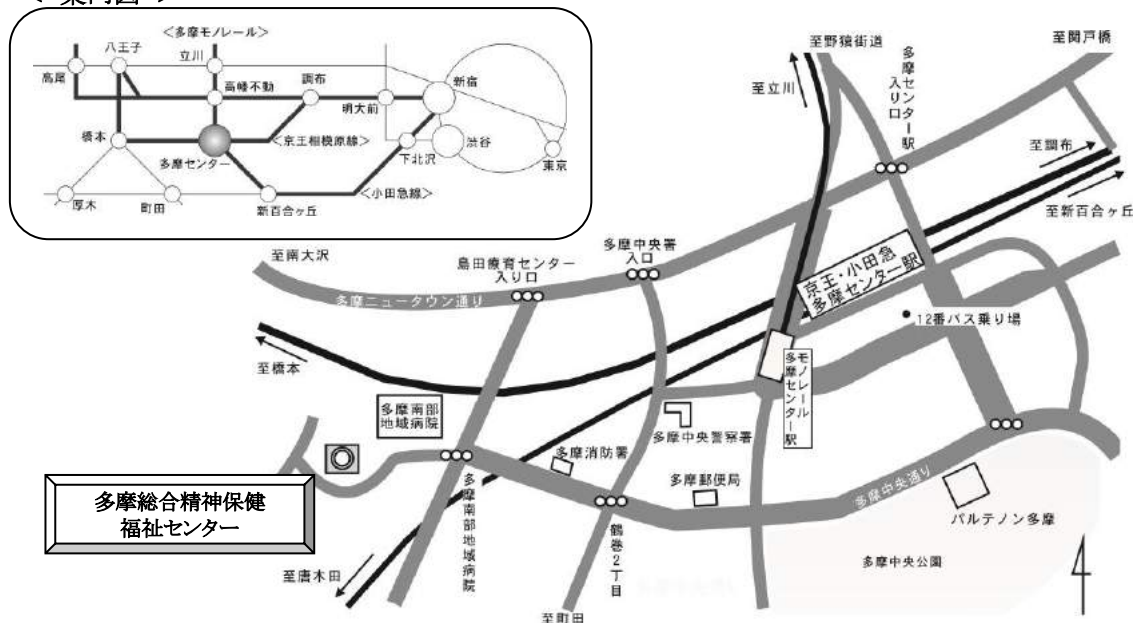 ＜ 案内図 ＞
＜多摩モノレール＞
八王子
立川
高尾
高幡不動
調布
新宿
明大前
橋本
＜京王相模原線＞
多摩センター
下北沢
渋谷
東京
＜小田急線＞
厚木
町田
新百合ヶ丘
至野猿街道
多摩センター駅
入り口
至関戸橋
至立川
至調布
至新百合ヶ丘
至南大沢
島田療育センター
入り口
多摩中央署
入口
京王・小田急
多摩センター駅
多摩ニュータウン通り
12番バス乗り場
至橋本
モノレール
多摩センター駅
多摩南部
地域病院
多摩中央警察署
多摩消防署
多摩郵便局
多摩中央通り
パルテノン多摩
多摩総合精神保健
福祉センター
多摩南部地域病院
鶴巻2丁目
多摩中央公園
至唐木田
至町田